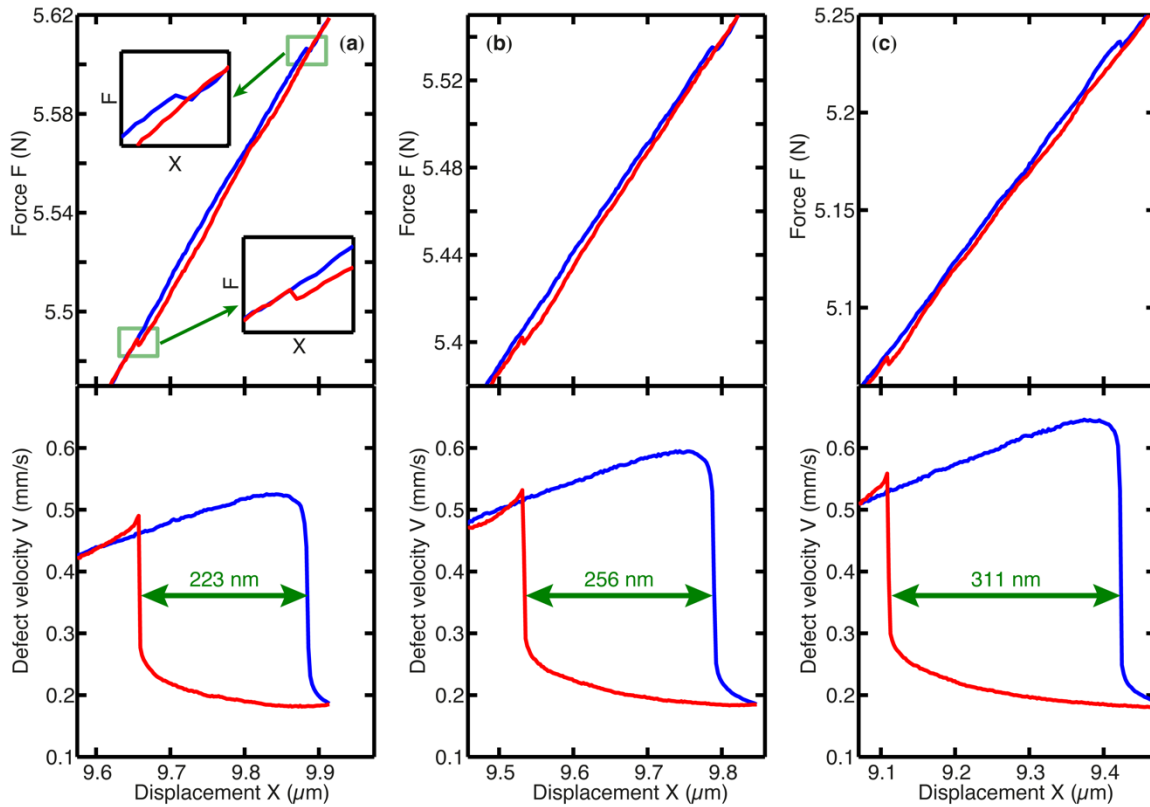 (a)
Force F (N)
5.62
5.58
5.54
5.5
F
X
F
X
(b)
Force F (N)
5.52
5.48
5.44
5.4
(c)
Force F (N)
5.25
5.2
5.15
5.1
Defect velocity V (mm/s)
0.6
0.5
0.4
0.3
0.2
0.1
223 nm
9.6 9.7 9.8 9.9
Displacement X (µm)
Defect velocity V (mm/s)
0.6
0.5
0.4
0.3
0.2
0.1
256 nm
9.5 9.6 9.7 9.8
Displacement X (µm)
Defect velocity V (mm/s)
0.6
0.5
0.4
0.3
0.2
0.1
311 nm
9.1 9.2 9.3 9.4
Displacement X (µm)